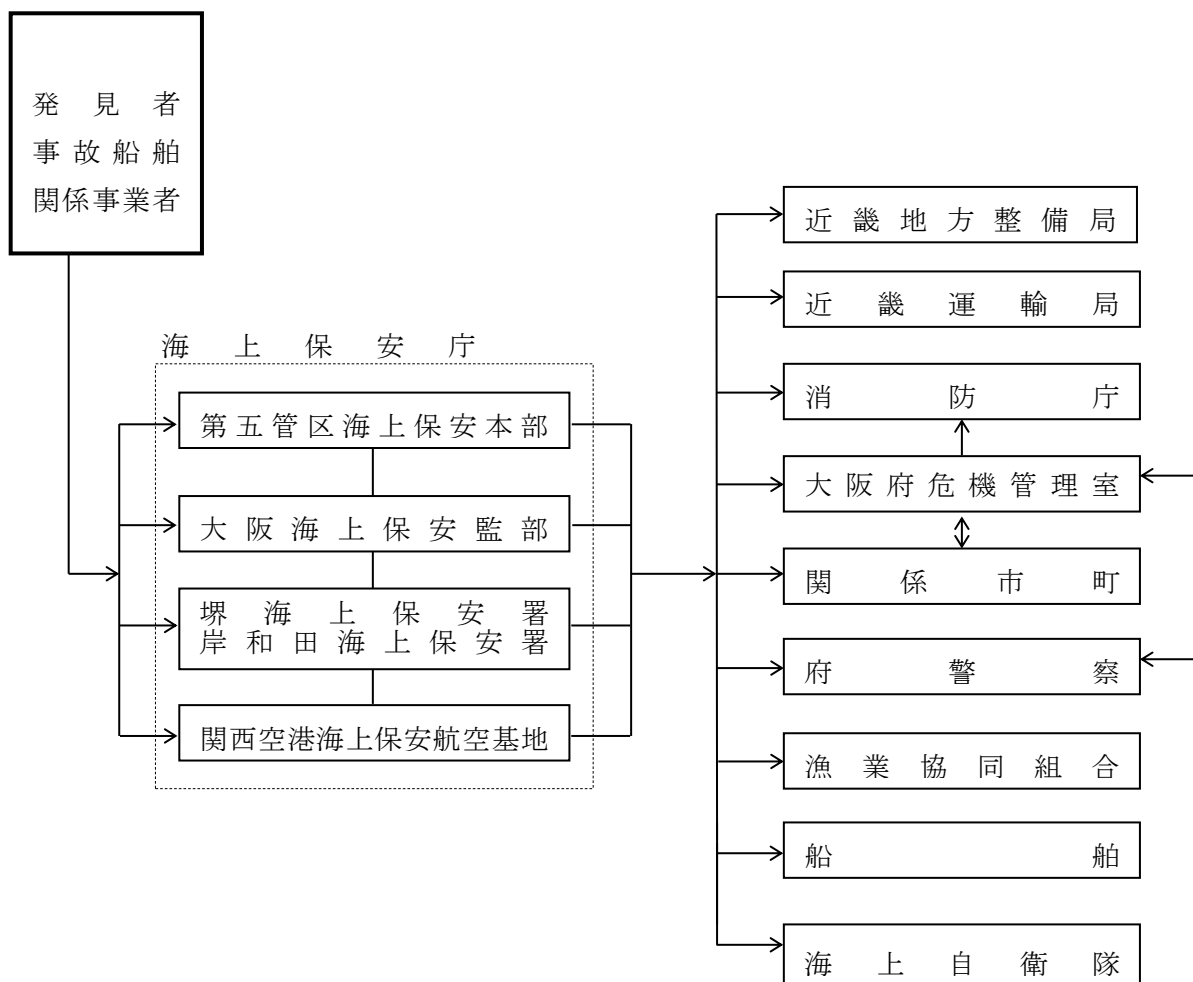 発見者
事故船舶
関係事業者
海上保安庁
第五管区海上保安本部
大阪海上保安監部
堺海上保安署
岸和田海上保安署
関西空港海上保安航空基地
近畿地方整備局
近畿運輸局
消防庁
大阪府危機管理室
関係市町
府警察
漁業協同組合
船舶
海上自衛隊